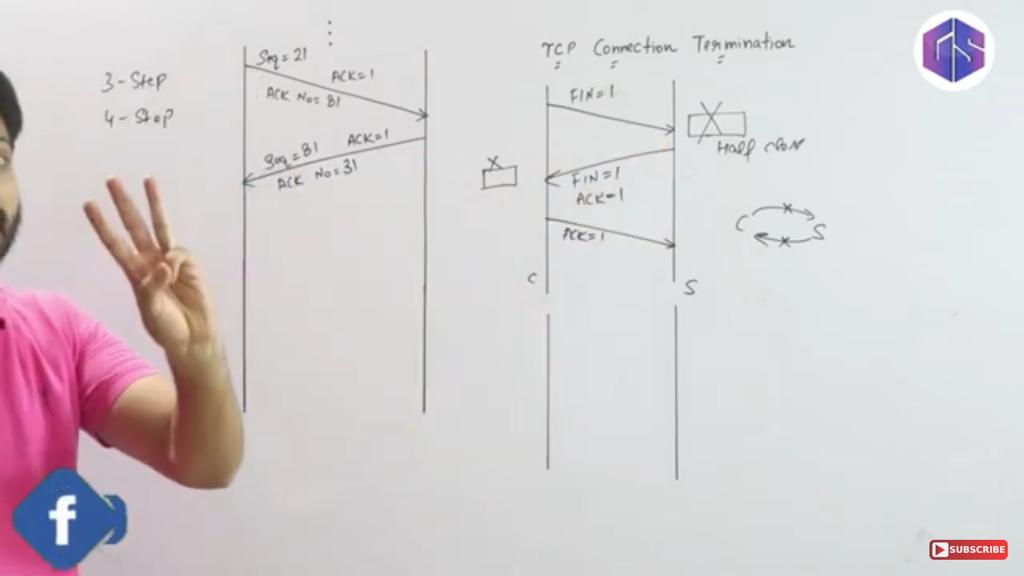 3-Step
4-Step
Seq=21
ACK=1
ACK No=81
ACK=1
Seq=81
ACK No=31
TCP Connection Termination
FIN=1
Half close
FIN=1
ACK=1
ACK=1
C
S
C
S
SUBSCRIBE